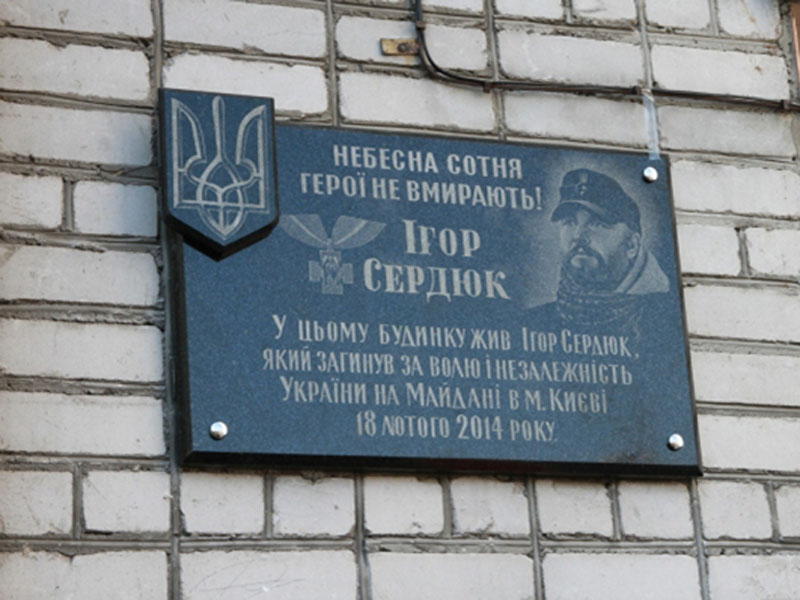 НЕБЕСНА СОТНЯ
ГЕРОЇ НЕ ВМИРАЮТЬ!
ІГОР
СЕРДЮК
У ЦЬОМУ БУДИНКУ ЖИВ ІГОР СЕРДЮК,
ЯКИЙ ЗАГИНУВ ЗА ВОЛЮ І НЕЗАЛЕЖНІСТЬ
УКРАЇНИ НА МАЙДАНІ В М. КИЄВІ
18 ЛЮТОГО 2014 РОКУ.